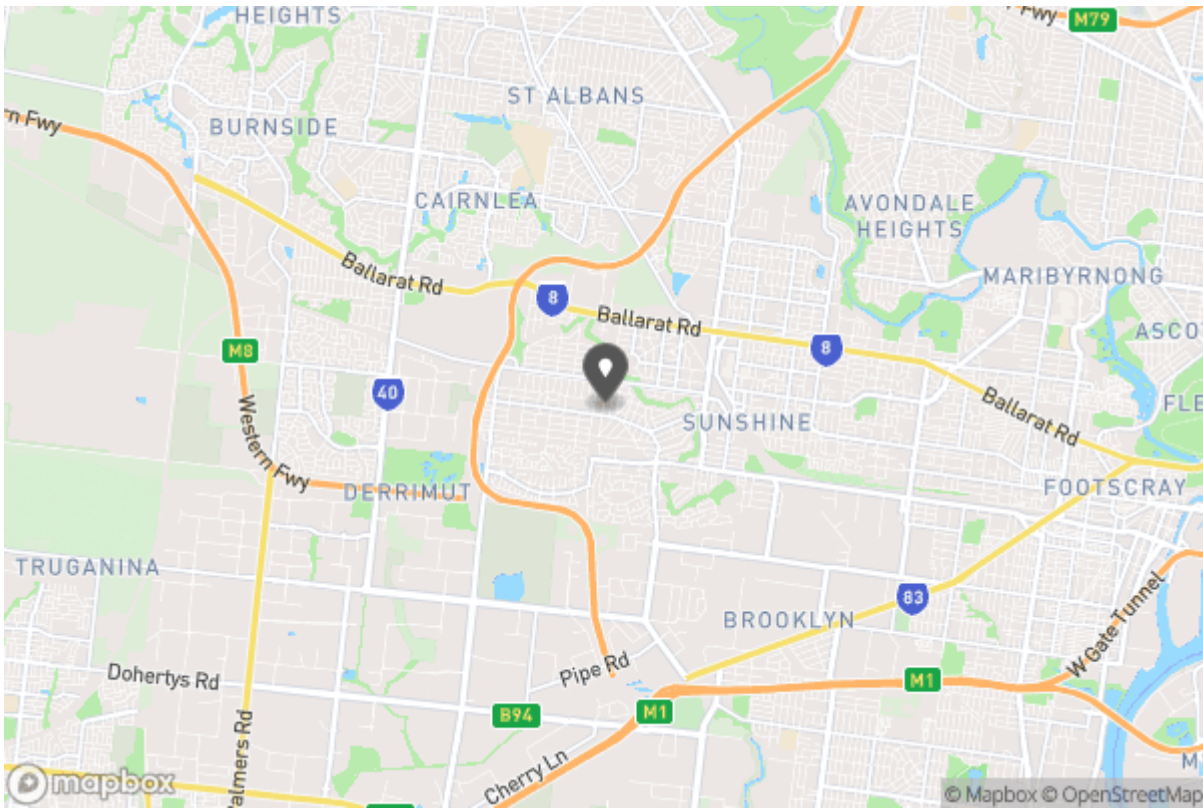 HEIGHTS
Fwy
M79
ST ALBANS
rn Fwy
BURNSIDE
CAIRNLEA
AVONDALE
HEIGHTS
Ballarat Rd
MARIBYRNONG
8
Ballarat Rd
ASCO
M8
8
40
Ballarat Rd
FLE
SUNSHINE
Western Fwy
DERRIMUT
FOOTSCRAY
TRUGANINA
83
BROOKLYN
W Gate Tunnel
Pipe Rd
Dohertys Rd
M1
B94
M1
Palmers Rd
Cherry Ln
M
mapbox
© Mapbox © OpenStreetMap